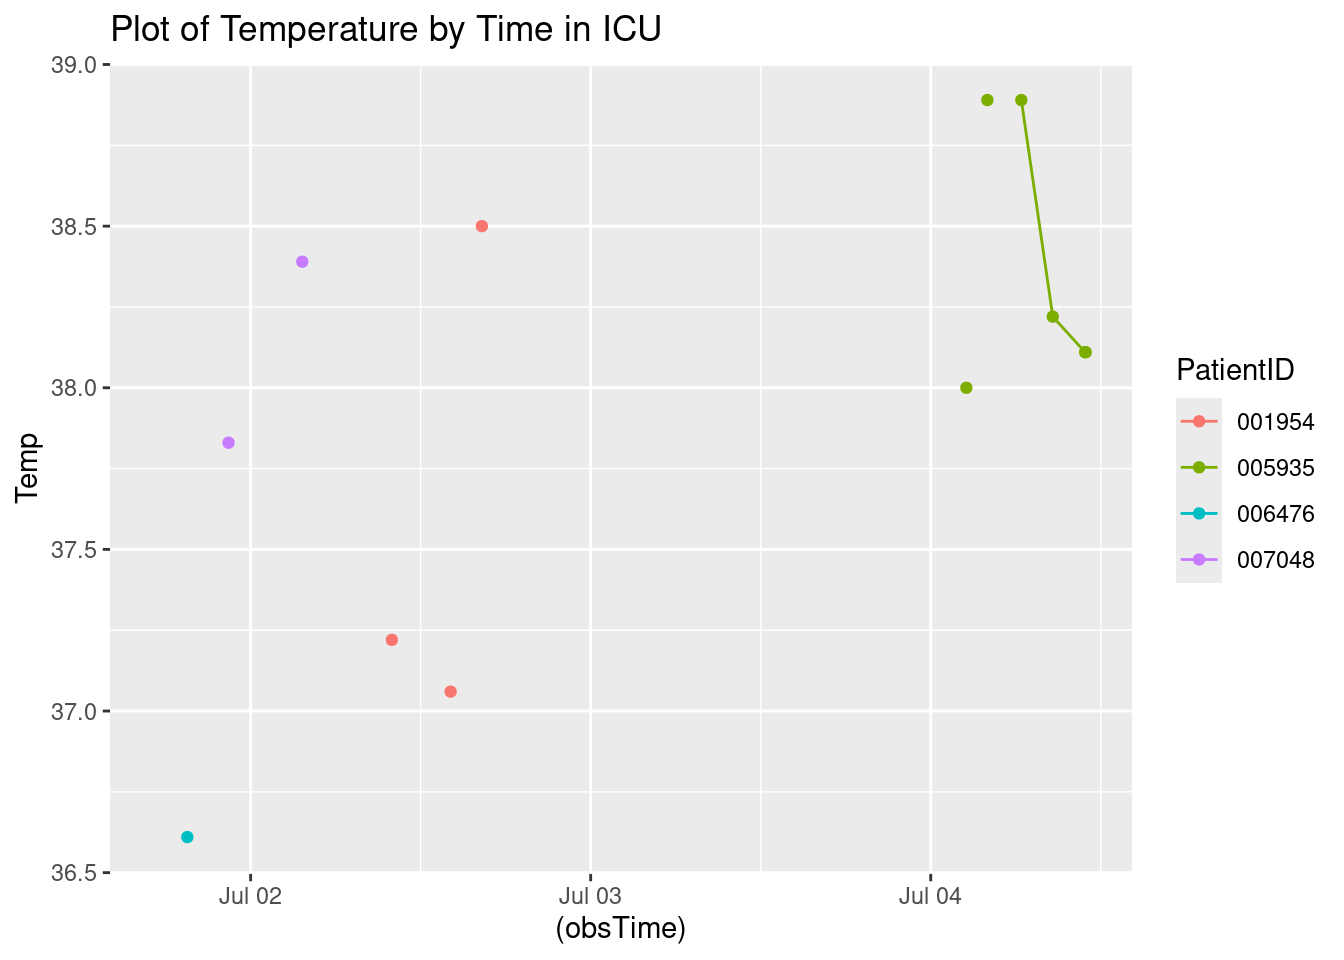 Plot of Temperature by Time in ICU
39.0
38.5
38.0
37.5
37.0
36.5
Temp
Jul 02
Jul 03
Jul 04
(obsTime)
PatientID
001954
005935
006476
007048